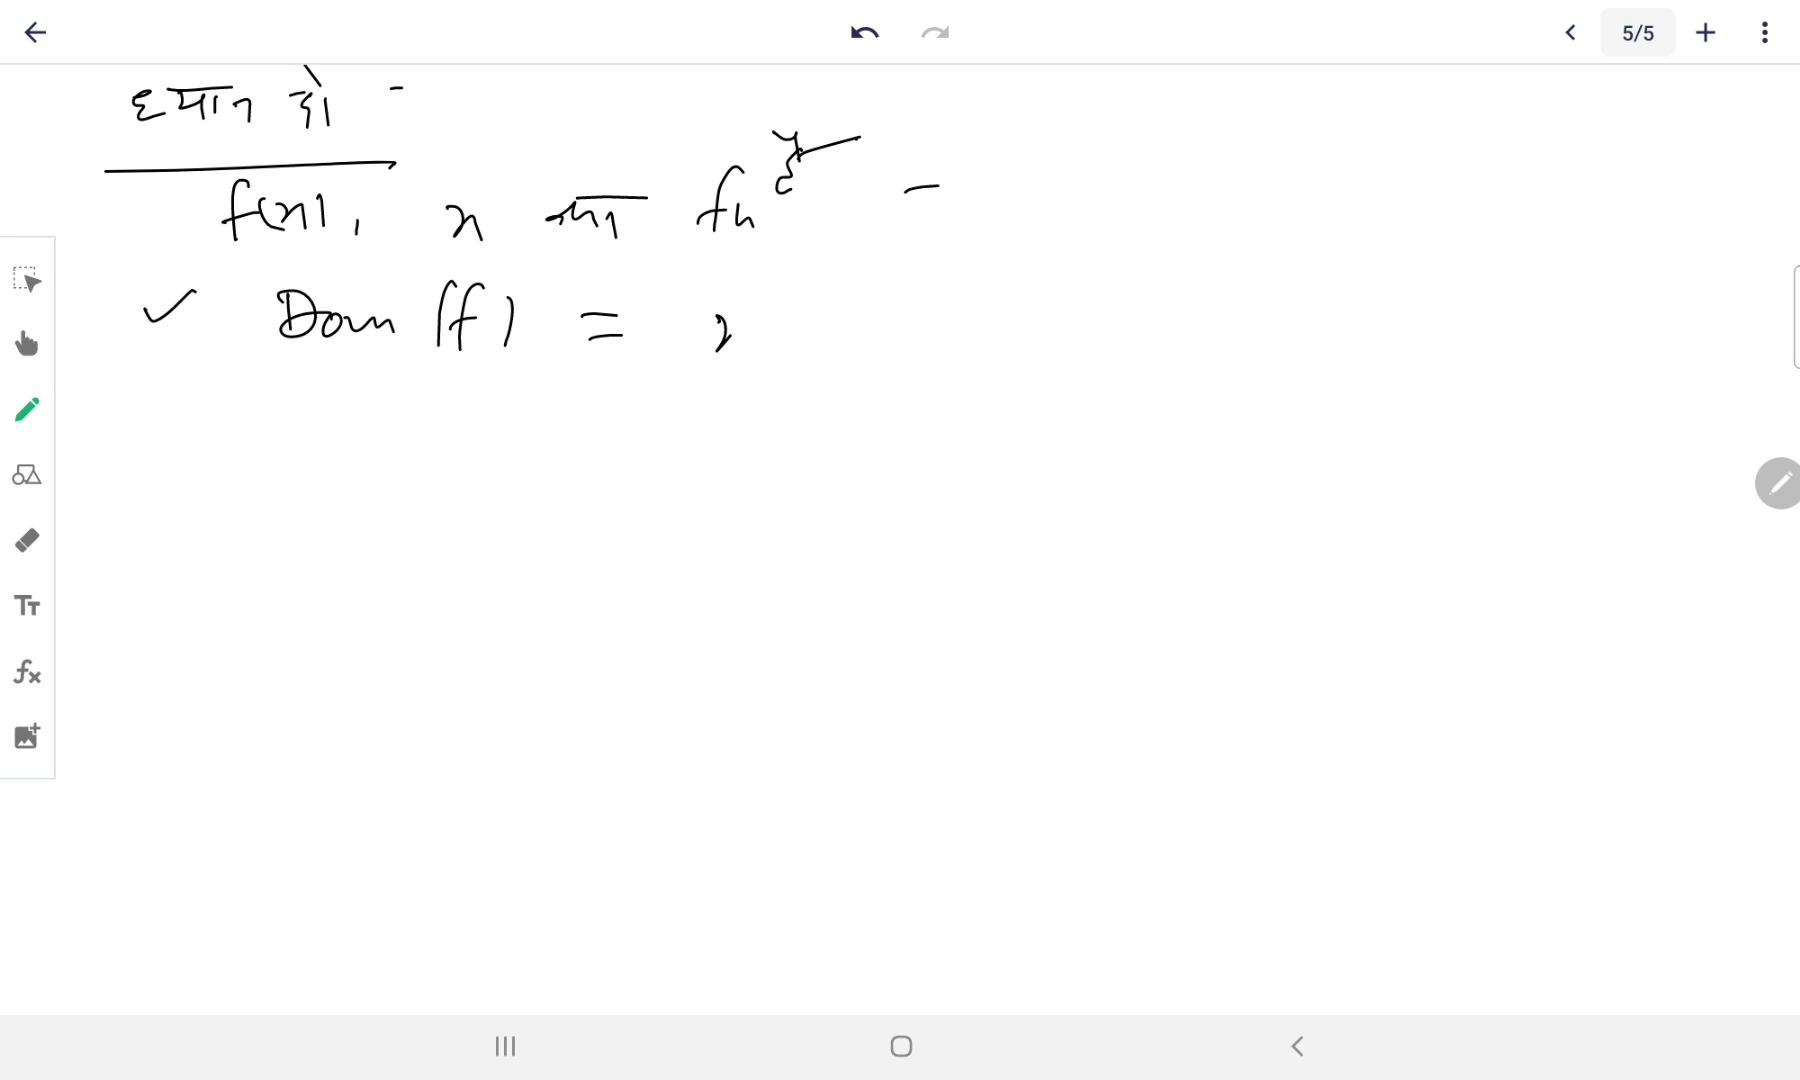 5/5
ध्यान दो -
f(x), x का fn है -
✓ Dom (f) = x